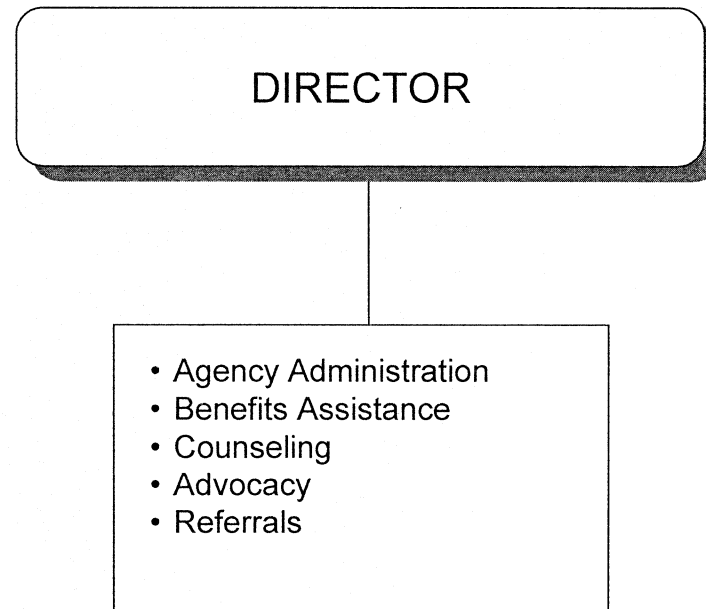 DIRECTOR
• Agency Administration
• Benefits Assistance
• Counseling
• Advocacy
• Referrals